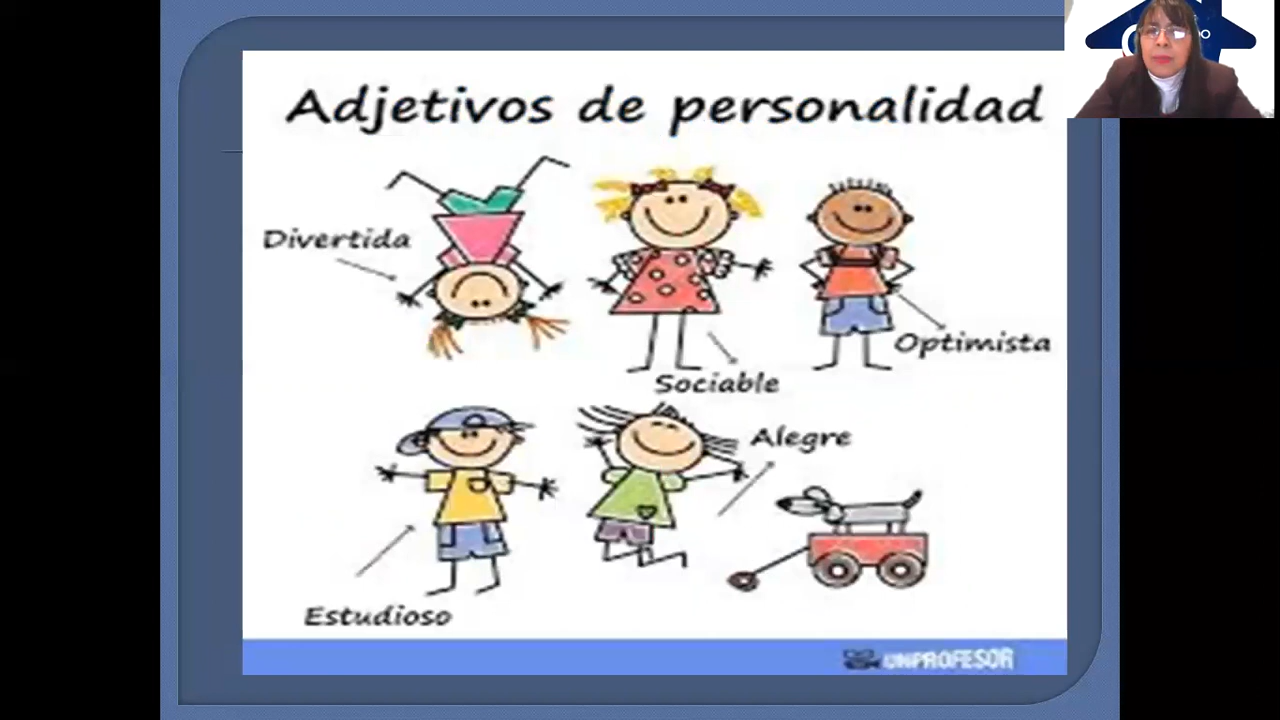 Adjetivos de personalidad
Divertida
Optimista
Sociable
Alegre
Estudioso
UNPROFESOR